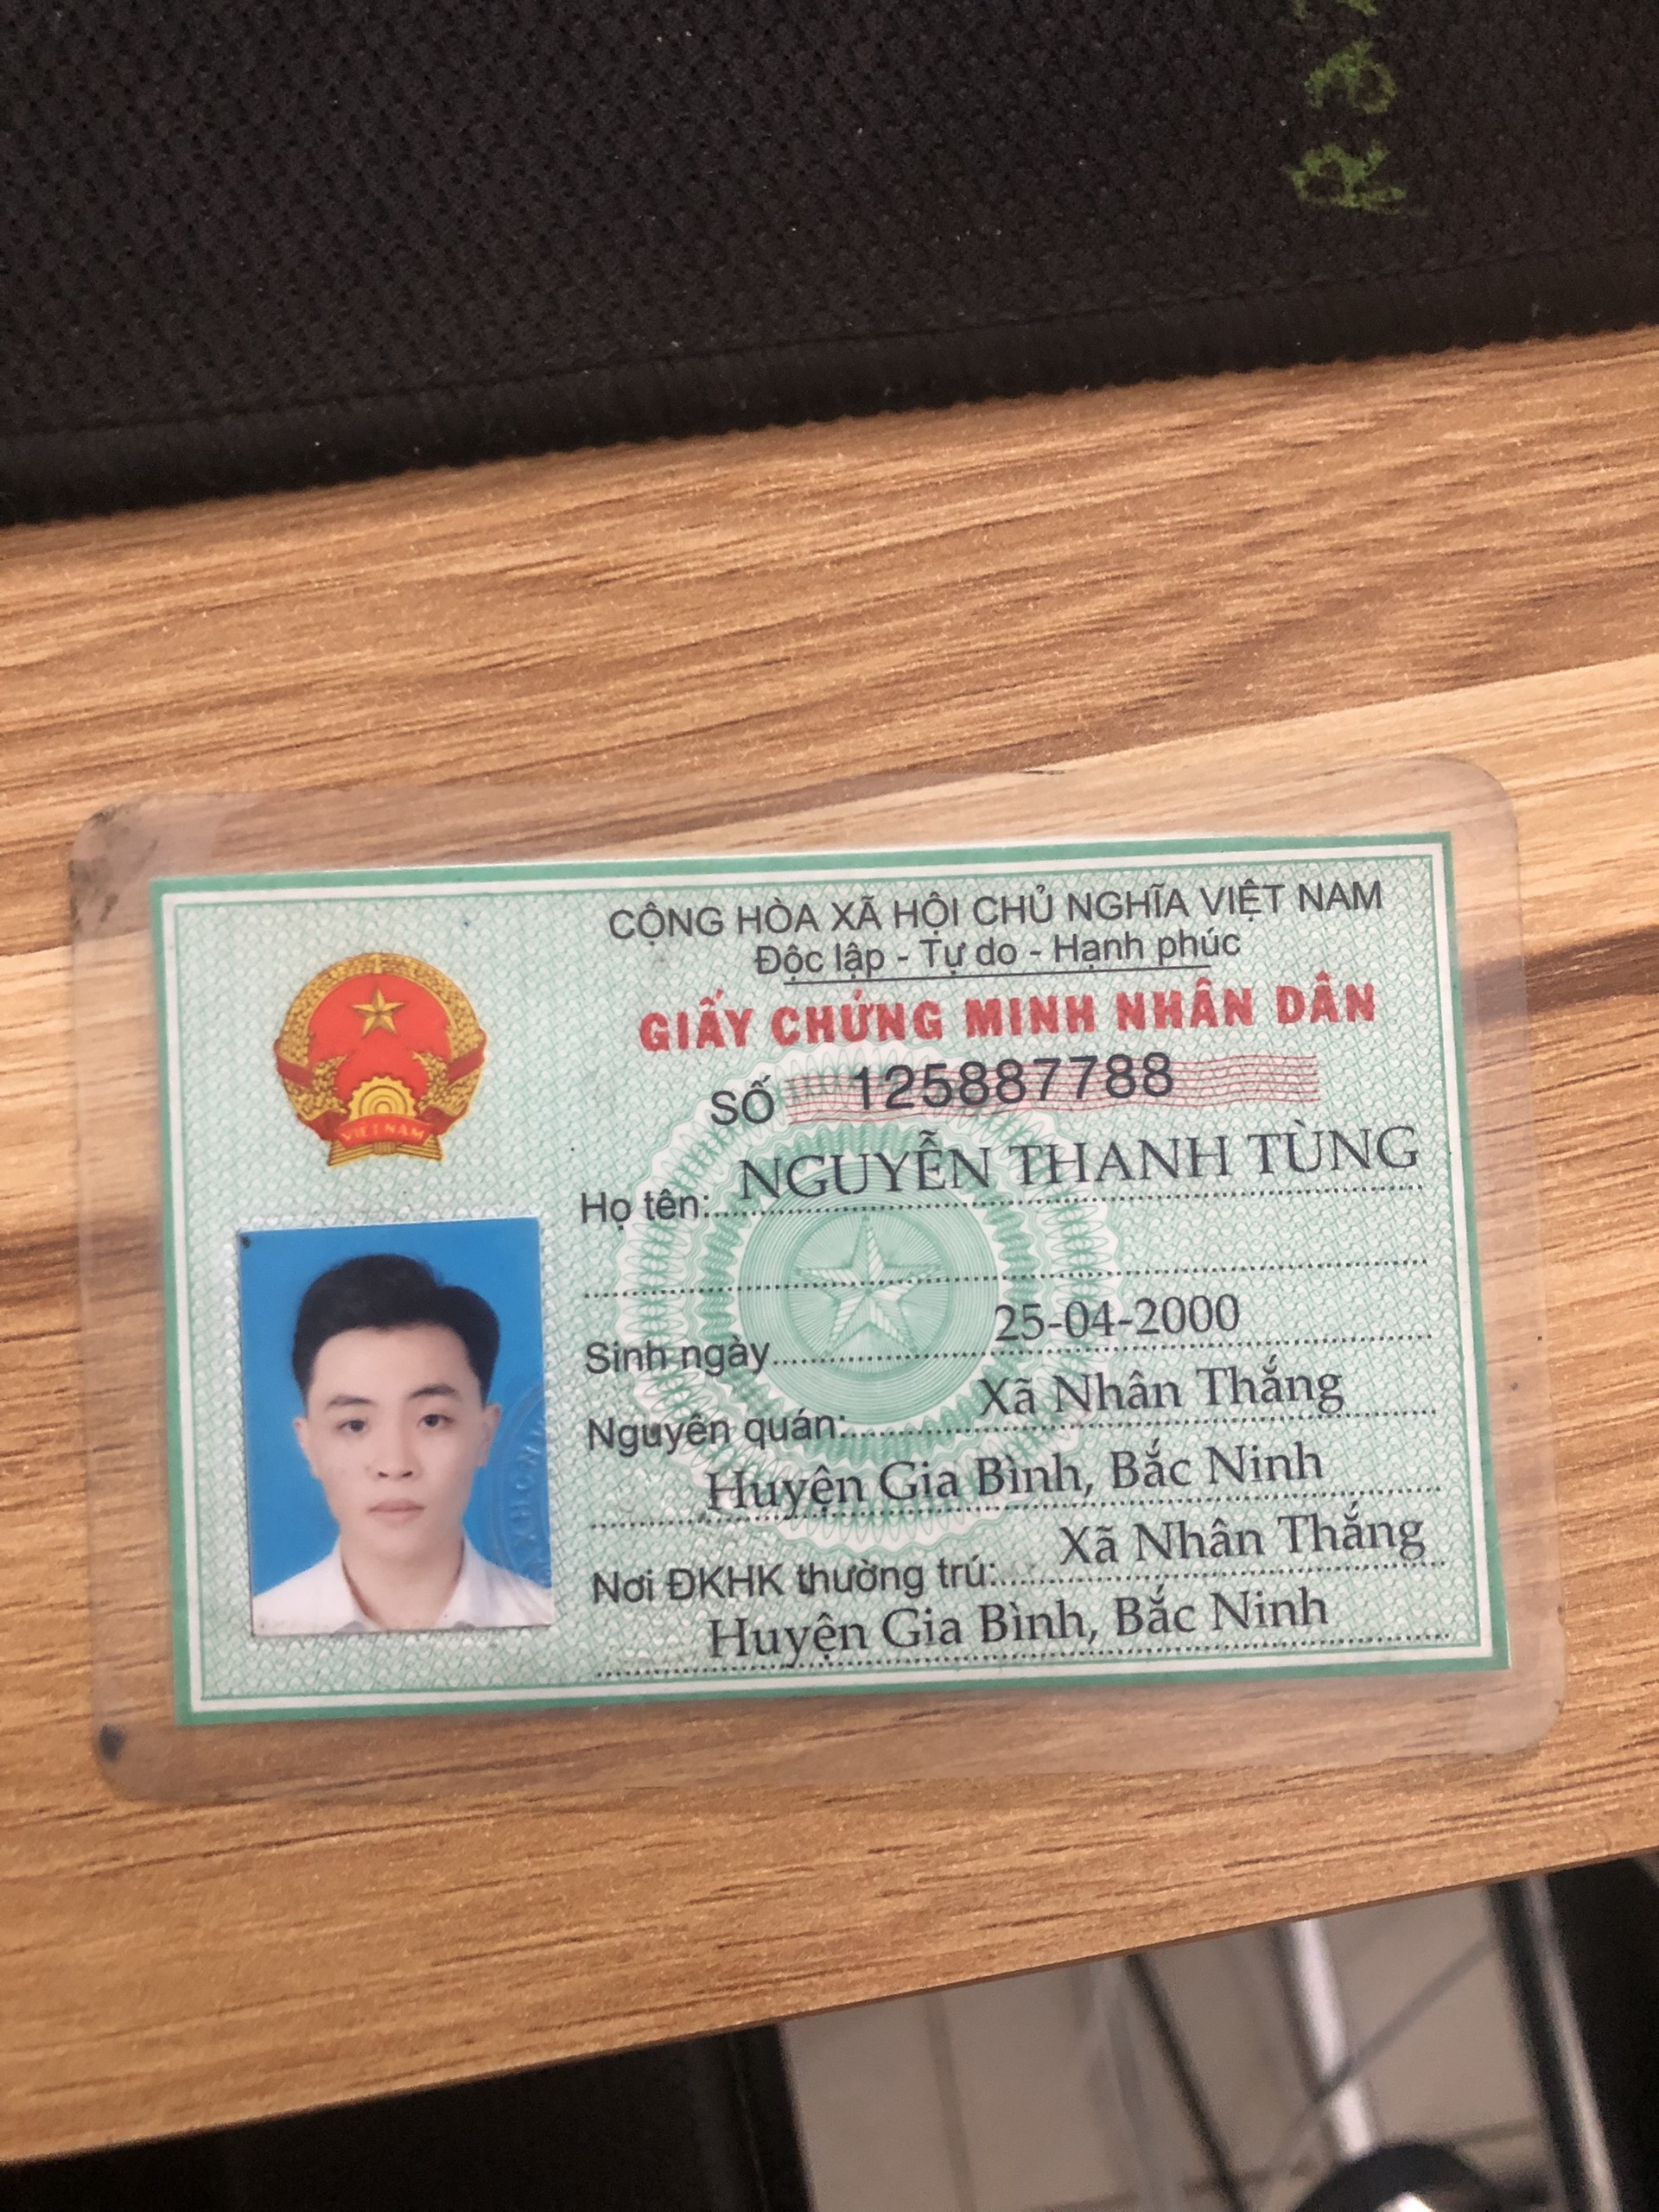 CỘNG HÒA XÃ HỘI CHỦ NGHĨA VIỆT NAM
Độc lập - Tự do - Hạnh phúc
GIẤY CHỨNG MINH NHÂN DÂN
SỐ 125887788
Họ tên: NGUYỄN THANH TÙNG
Sinh ngày 25-04-2000
Nguyên quán: Xã Nhân Thắng
Huyện Gia Bình, Bắc Ninh
Nơi ĐKHK thường trú: Xã Nhân Thắng
Huyện Gia Bình, Bắc Ninh
VIỆT NAM